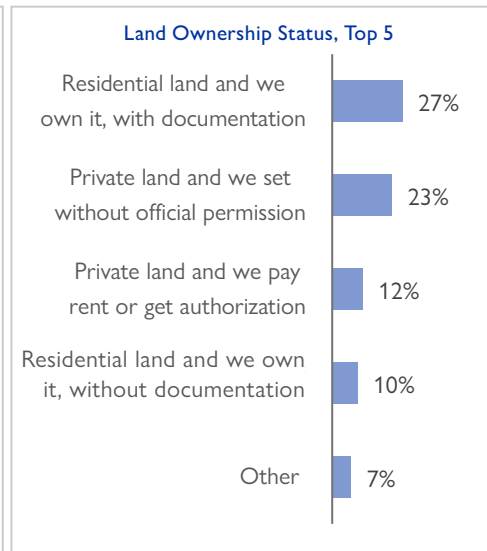 Land Ownership Status, Top 5
Residential land and we
own it, with documentation
27%
Private land and we set
without official permission
23%
Private land and we pay
rent or get authorization
12%
Residential land and we own
it, without documentation
10%
Other
7%